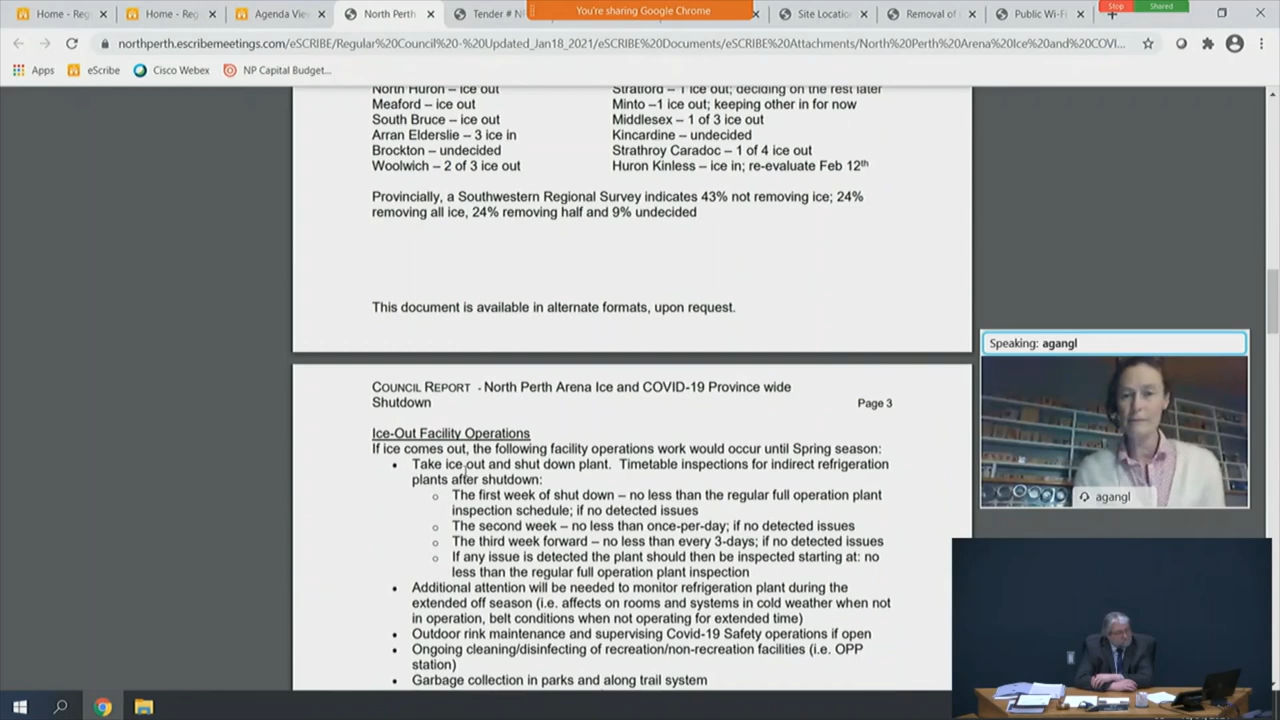 Home - Reg
Home - Reg
Agenda View
North Perth
Tender # N
You're sharing Google Chrome
Site Locatio
Removal of
Public Wi-Fi
Stop
Shared
northperth.escribemeetings.com/eSCRIBE/Regular%20Council%20-%20Updated_Jan18_2021/eSCRIBE%20Documents/eSCRIBE%20Attachments/North%20Perth%20Arena%20Ice%20and%20COVI...
Apps
eScribe
Cisco Webex
NP Capital Budget...
North Huron – ice out
Stratford – 1 ice out; deciding on the rest later
Meaford – ice out
Minto –1 ice out; keeping other in for now
South Bruce – ice out
Middlesex - 1 of 3 ice out
Arran Elderslie – 3 ice in
Kincardine - undecided
Brockton – undecided
Strathroy Caradoc – 1 of 4 ice out
Woolwich – 2 of 3 ice out
Huron Kinless – ice in; re-evaluate Feb 12th
Provincially, a Southwestern Regional Survey indicates 43% not removing ice; 24%
removing all ice, 24% removing half and 9% undecided
This document is available in alternate formats, upon request.
COUNCIL REPORT - North Perth Arena Ice and COVID-19 Province wide
Shutdown
Page 3
Ice-Out Facility Operations
If ice comes out, the following facility operations work would occur until Spring season:
• Take ice out and shut down plant. Timetable inspections for indirect refrigeration
plants after shutdown:
o The first week of shut down – no less than the regular full operation plant
inspection schedule; if no detected issues
o The second week – no less than once-per-day; if no detected issues
o The third week forward – no less than every 3-days; if no detected issues
o If any issue is detected the plant should then be inspected starting at: no
less than the regular full operation plant inspection
• Additional attention will be needed to monitor refrigeration plant during the
extended off season (i.e. affects on rooms and systems in cold weather when not
in operation, belt conditions when not operating for extended time)
• Outdoor rink maintenance and supervising Covid-19 Safety operations if open
• Ongoing cleaning/disinfecting of recreation/non-recreation facilities (i.e. OPP
station)
• Garbage collection in parks and along trail system
Speaking: agangl
agangl